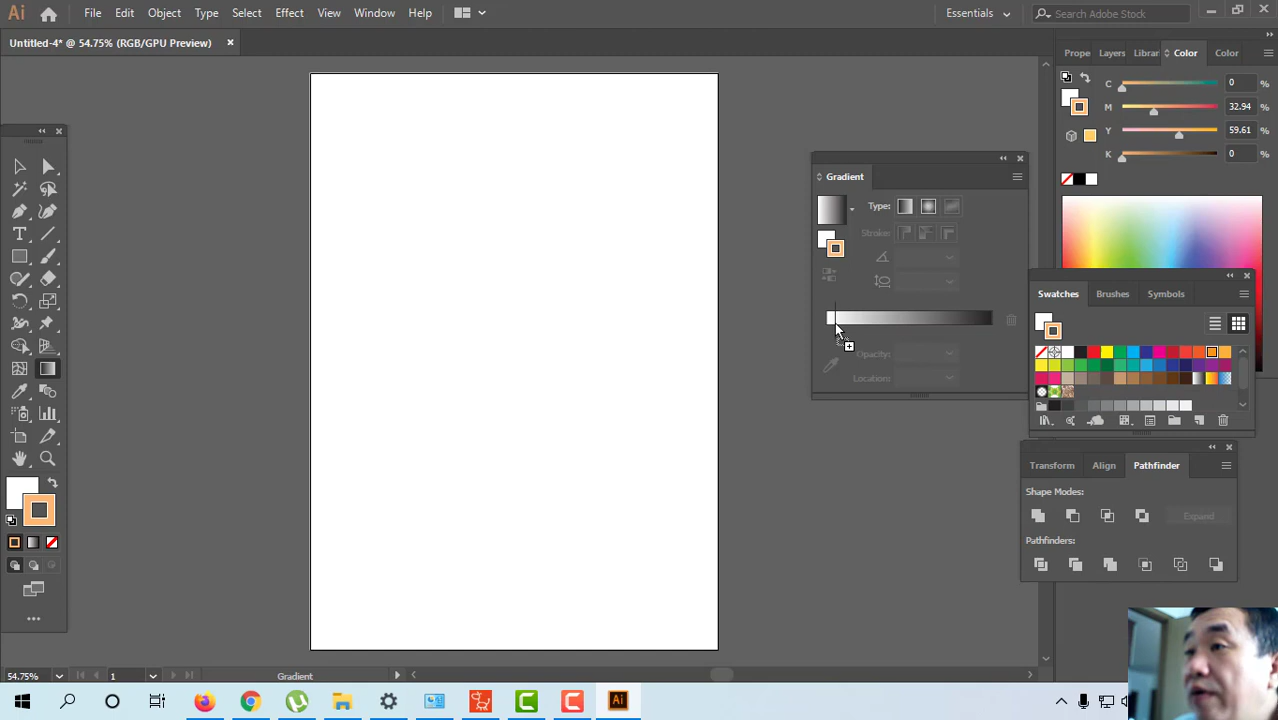 Ai File Edit Object Type Select Effect View Window Help Essentials Search Adobe Stock
Untitled-4* @ 54.75% (RGB/GPU Preview)
Prope Layers Librar Color Color
C 0 %
M 32.94 %
Y 59.61 %
K 0 %
Gradient
Type:
Stroke:
Opacity:
Location:
Swatches Brushes Symbols
Transform Align Pathfinder
Shape Modes:
Expand
Pathfinders:
54.75% 1 Gradient
Ai